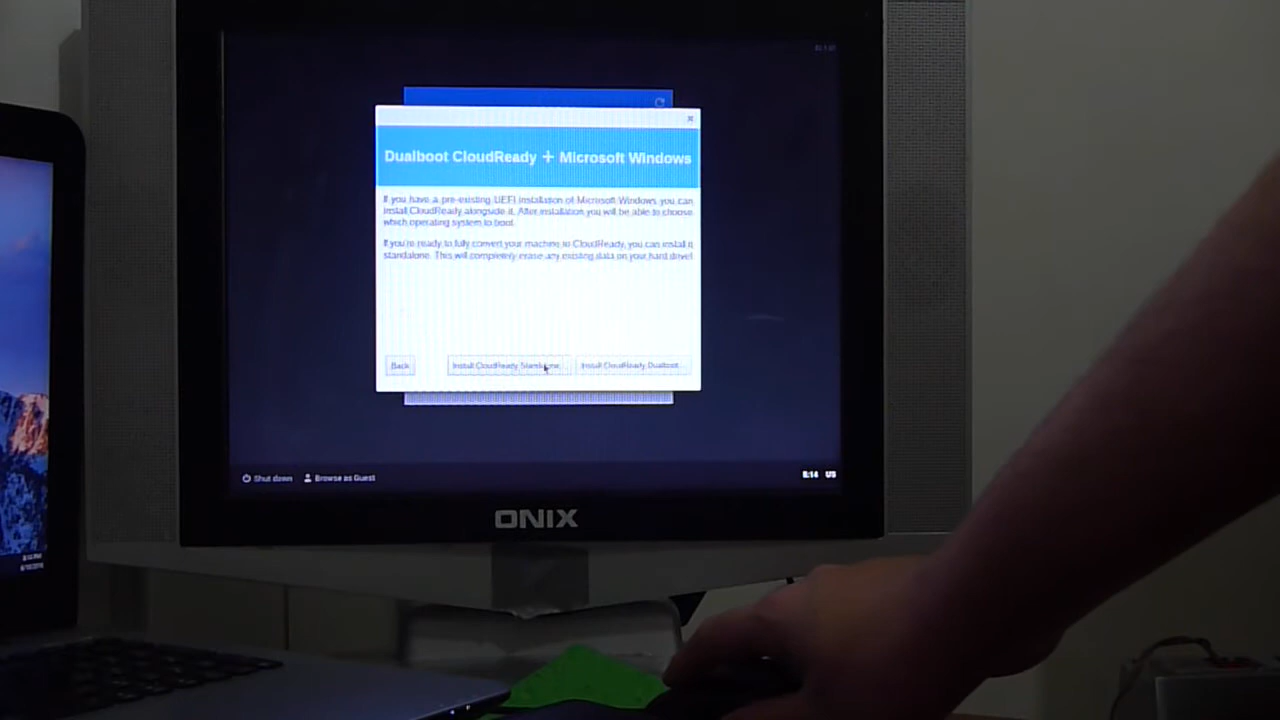 Dualboot CloudReady + Microsoft Windows
If you have a pre-existing UEFI installation of Microsoft Windows you can
install CloudReady alongside it. After installation you will be able to choose
which operating system to boot.
If you're ready to fully convert your machine to CloudReady, you can install it
standalone. This will completely erase any existing data on your hard drive!
Back
Install CloudReady Standalone...
Install CloudReady Dualboot...
Shut down
Browse as Guest
5:14
US
ONIX